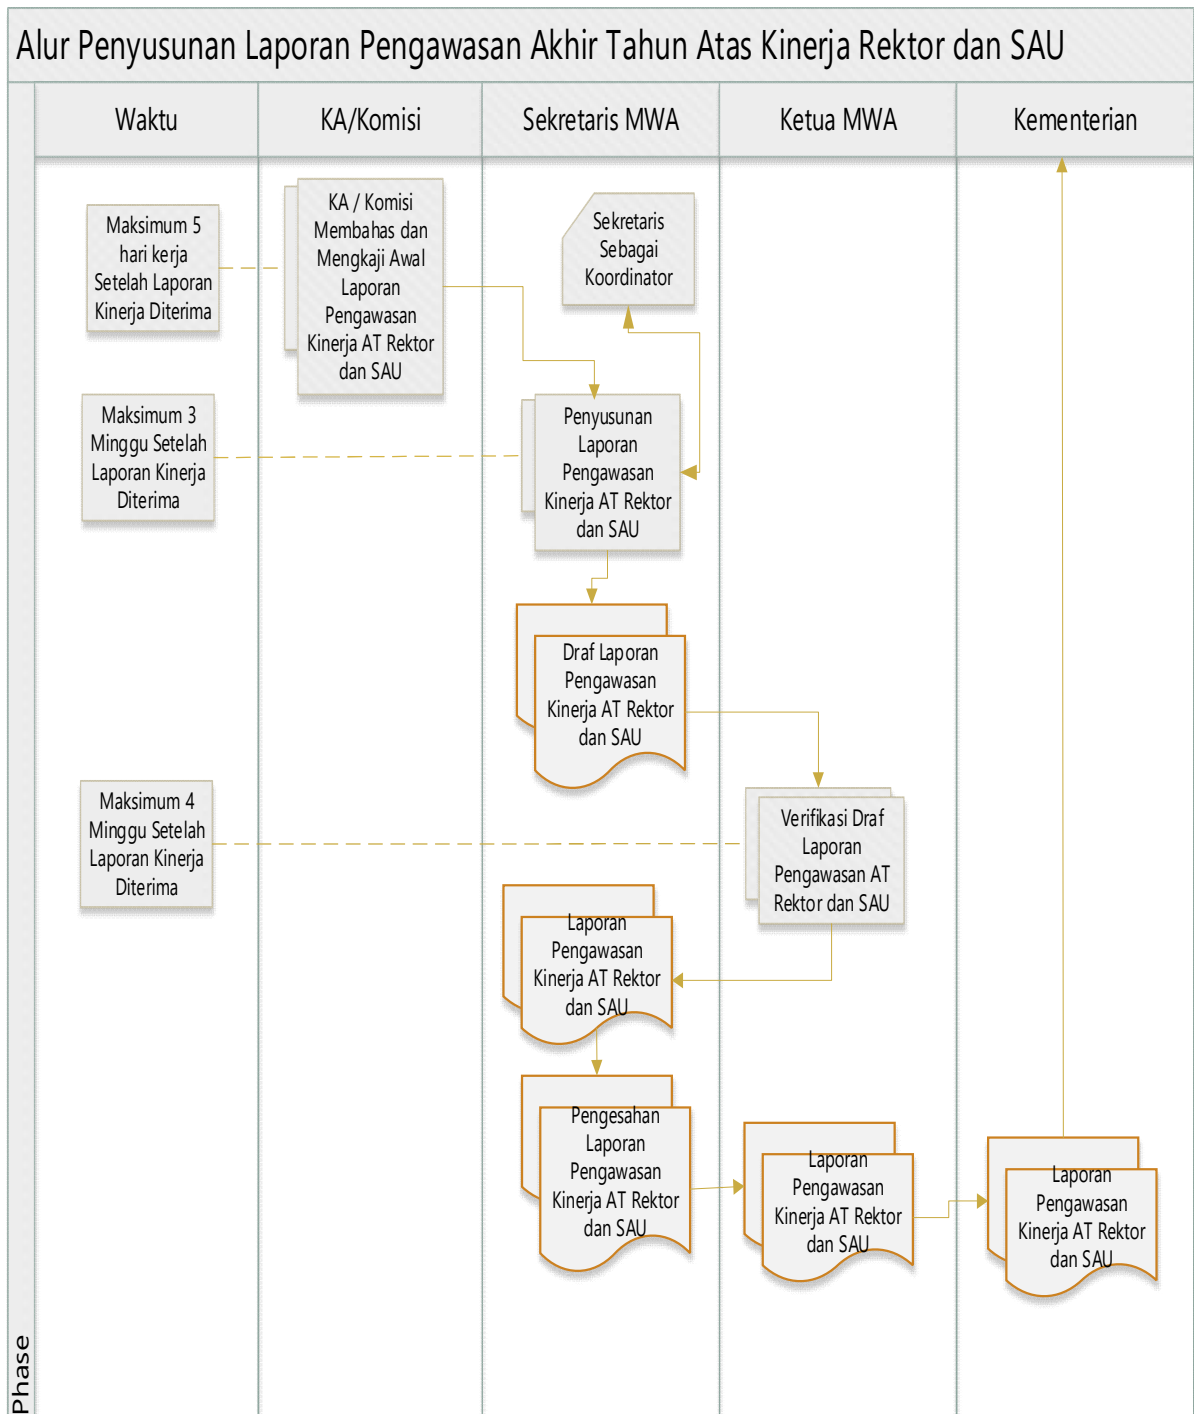 Alur Penyusunan Laporan Pengawasan Akhir Tahun Atas Kinerja Rektor dan SAU
Waktu
KA/Komisi
Sekretaris MWA
Ketua MWA
Kementerian
Maksimum 5
hari kerja
Setelah Laporan
Kinerja Diterima
KA / Komisi
Membahas dan
Mengkaji Awal
Laporan
Pengawasan
Kinerja AT Rektor
dan SAU
Sekretaris
Sebagai
Koordinator
Maksimum 3
Minggu Setelah
Laporan Kinerja
Diterima
Penyusunan
Laporan
Pengawasan
Kinerja AT Rektor
dan SAU
Draf Laporan
Pengawasan
Kinerja AT Rektor
dan SAU
Maksimum 4
Minggu Setelah
Laporan Kinerja
Diterima
Verifikasi Draf
Laporan
Pengawasan AT
Rektor dan SAU
Laporan
Pengawasan
Kinerja AT Rektor
dan SAU
Pengesahan
Laporan
Pengawasan
Kinerja AT Rektor
dan SAU
Laporan
Pengawasan
Kinerja AT Rektor
dan SAU
Laporan
Pengawasan
Kinerja AT Rektor
dan SAU
Phase